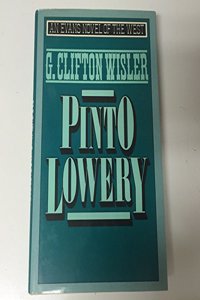 AN EVANS NOVEL OF THE WEST
G. CLIFTON WISLER
PINTO
LOWERY